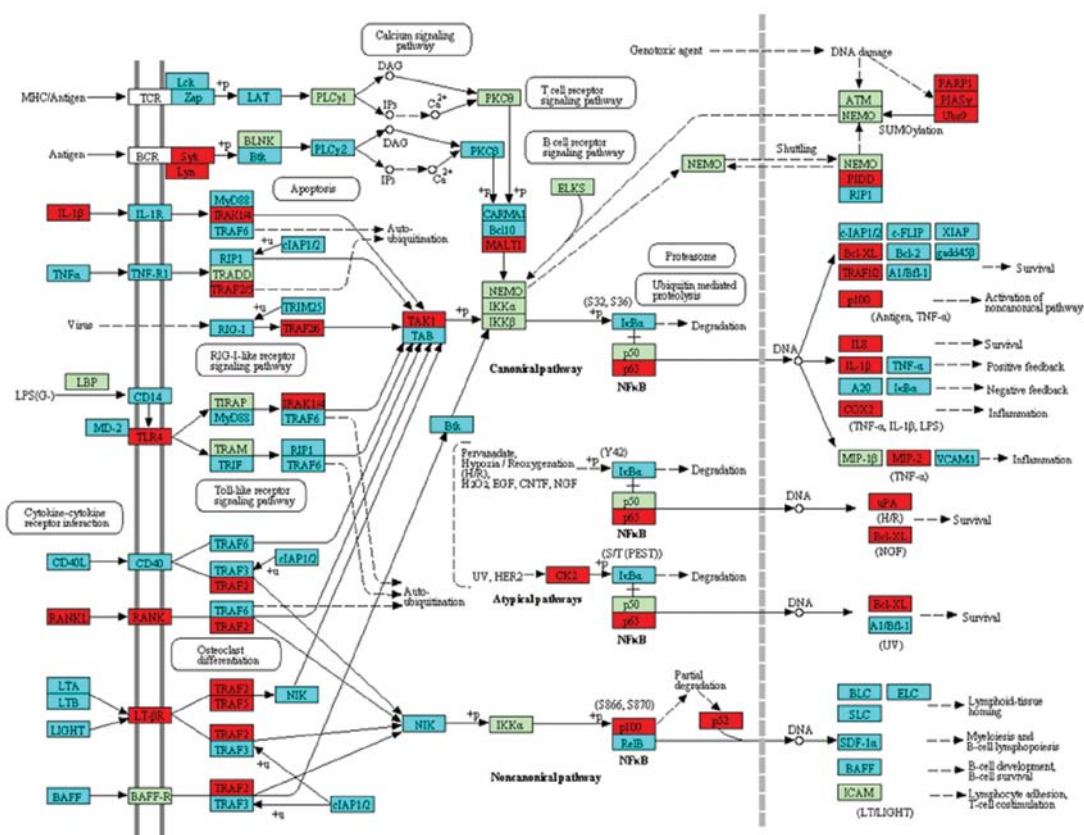 Calcium signaling
pathway
Genotoxic agent
DNA damage
DAG
Lck
+p
MHC/Antigen
TCR
Zap
LAT
PLCγ1
IP3
Ca2+
PKCθ
T cell receptor
signaling pathway
ATM
NEMO
PARP1
PIASγ
Ubc9
SUMOylation
B cell receptor
signaling pathway
Antigen
BCR
Syk
Lyn
+p
BLNK
Btk
PLCγ2
DAG
IP3
Ca2+
PKCβ
NEMO
Shuttling
NEMO
PIDD
RIP1
Apoptosis
+p
+p
ELKS
IL-1β
IL-1R
MyD88
IRAK1/4
TRAF6
Auto-
ubiquitination
CARMA1
Bcl10
MALT1
c-IAP1/2
c-FLIP
XIAP
Bcl-XL
Bcl-2
gadd45β
TRAF1/2
A1/Bfl-1
Survival
+u
cIAP1/2
TNFα
TNF-R1
RIP1
TRADD
TRAF2/5
Proteasome
Ubiquitin mediated
proteolysis
NEMO
IKKα
IKKβ
p100
Activation of
noncanonical pathway
(Antigen, TNF-α)
+u
TRIM25
Virus
RIG-I
TRAF2/6
TAK1
TAB
+p
+p
(S32, S36)
IκBα
Degradation
p50
p65
NFκB
Canonical pathway
DNA
IL8
Survival
IL-1β
TNF-α
Positive feedback
A20
IκBα
Negative feedback
COX2
Inflammation
(TNF-α, IL-1β, LPS)
RIG-I-like receptor
signaling pathway
LBP
LPS(G-)
CD14
MD-2
TLR4
TIRAP
MyD88
IRAK1/4
TRAF6
TRAM
TRIF
RIP1
TRAF6
Btk
MIP-1β
MIP-2
VCAM1
Inflammation
(TNF-α)
Toll-like receptor
signaling pathway
Pervanadate,
Hypoxia / Reoxygenation
(H/R),
H2O2, EGF, CNTF, NGF
+p
(Y42)
IκBα
Degradation
p50
p65
NFκB
DNA
uPA
(H/R)
Bcl-XL
(NGF)
Survival
Cytokine-cytokine
receptor interaction
CD40L
CD40
TRAF6
TRAF3
TRAF2
cIAP1/2
+u
Auto-
ubiquitination
UV, HER2
CK2
+p
(S/T (PEST))
IκBα
Degradation
Atypical pathways
p50
p65
NFκB
DNA
Bcl-XL
A1/Bfl-1
(UV)
Survival
RANKL
RANK
TRAF6
TRAF2
Osteoclast
differentiation
LTA
LTB
LIGHT
LT-βR
TRAF2
TRAF5
NIK
TRAF2
TRAF3
+u
NIK
+p
IKKα
+p
(S866, S870)
p100
RelB
NFκB
Partial
degradation
p52
DNA
Noncanonical pathway
BLC
ELC
SLC
Lymphoid-tissue
homing
SDF-1α
Myeloiesis and
B-cell lymphopoiesis
BAFF
B-cell development,
B-cell survival
ICAM
Lymphocyte adhesion,
T-cell costimulation
(LT/LIGHT)
BAFF
BAFF-R
TRAF2
TRAF3
+u
cIAP1/2